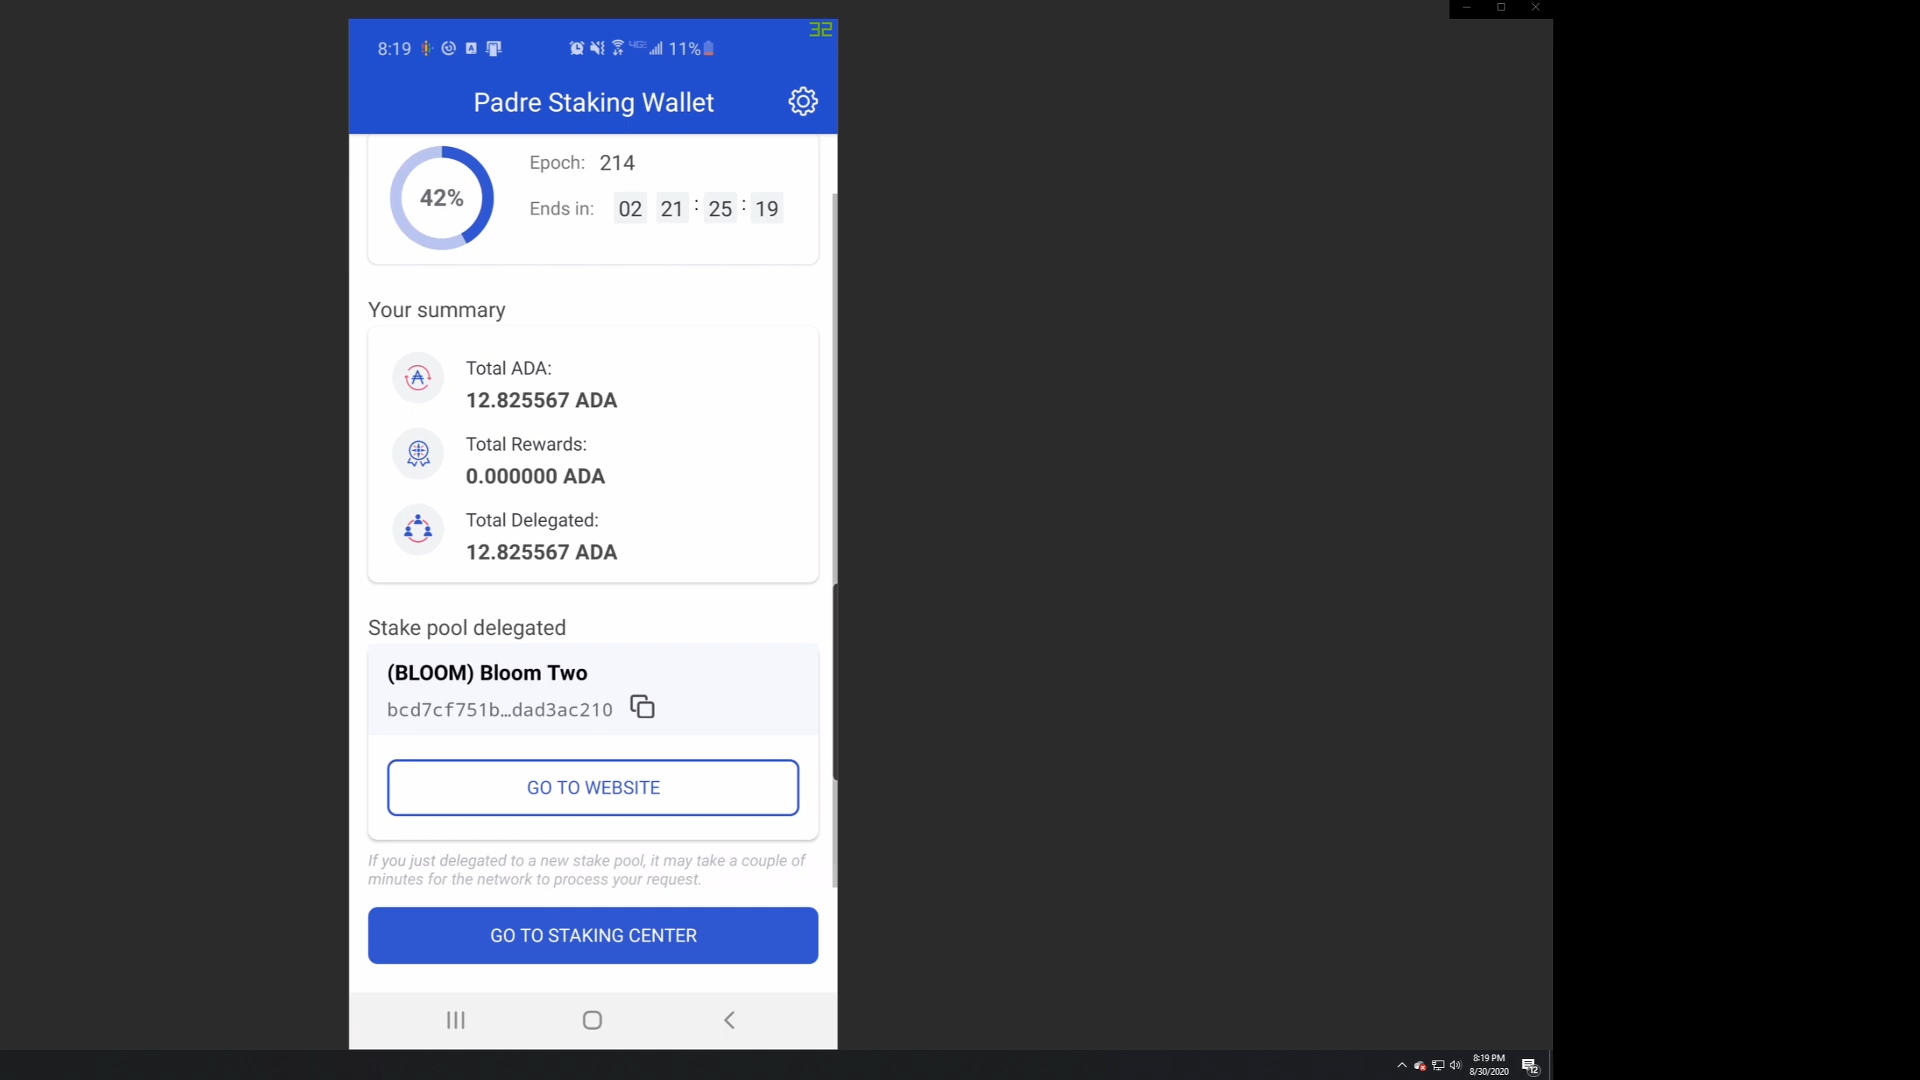 32
8:19
11%
Padre Staking Wallet
42%
Epoch: 214
Ends in: 02 21 : 25 : 19
Your summary
Total ADA:
12.825567 ADA
Total Rewards:
0.000000 ADA
Total Delegated:
12.825567 ADA
Stake pool delegated
(BLOOM) Bloom Two
bcd7cf751b…dad3ac210
GO TO WEBSITE
If you just delegated to a new stake pool, it may take a couple of
minutes for the network to process your request.
GO TO STAKING CENTER
8:19 PM
8/30/2020
12